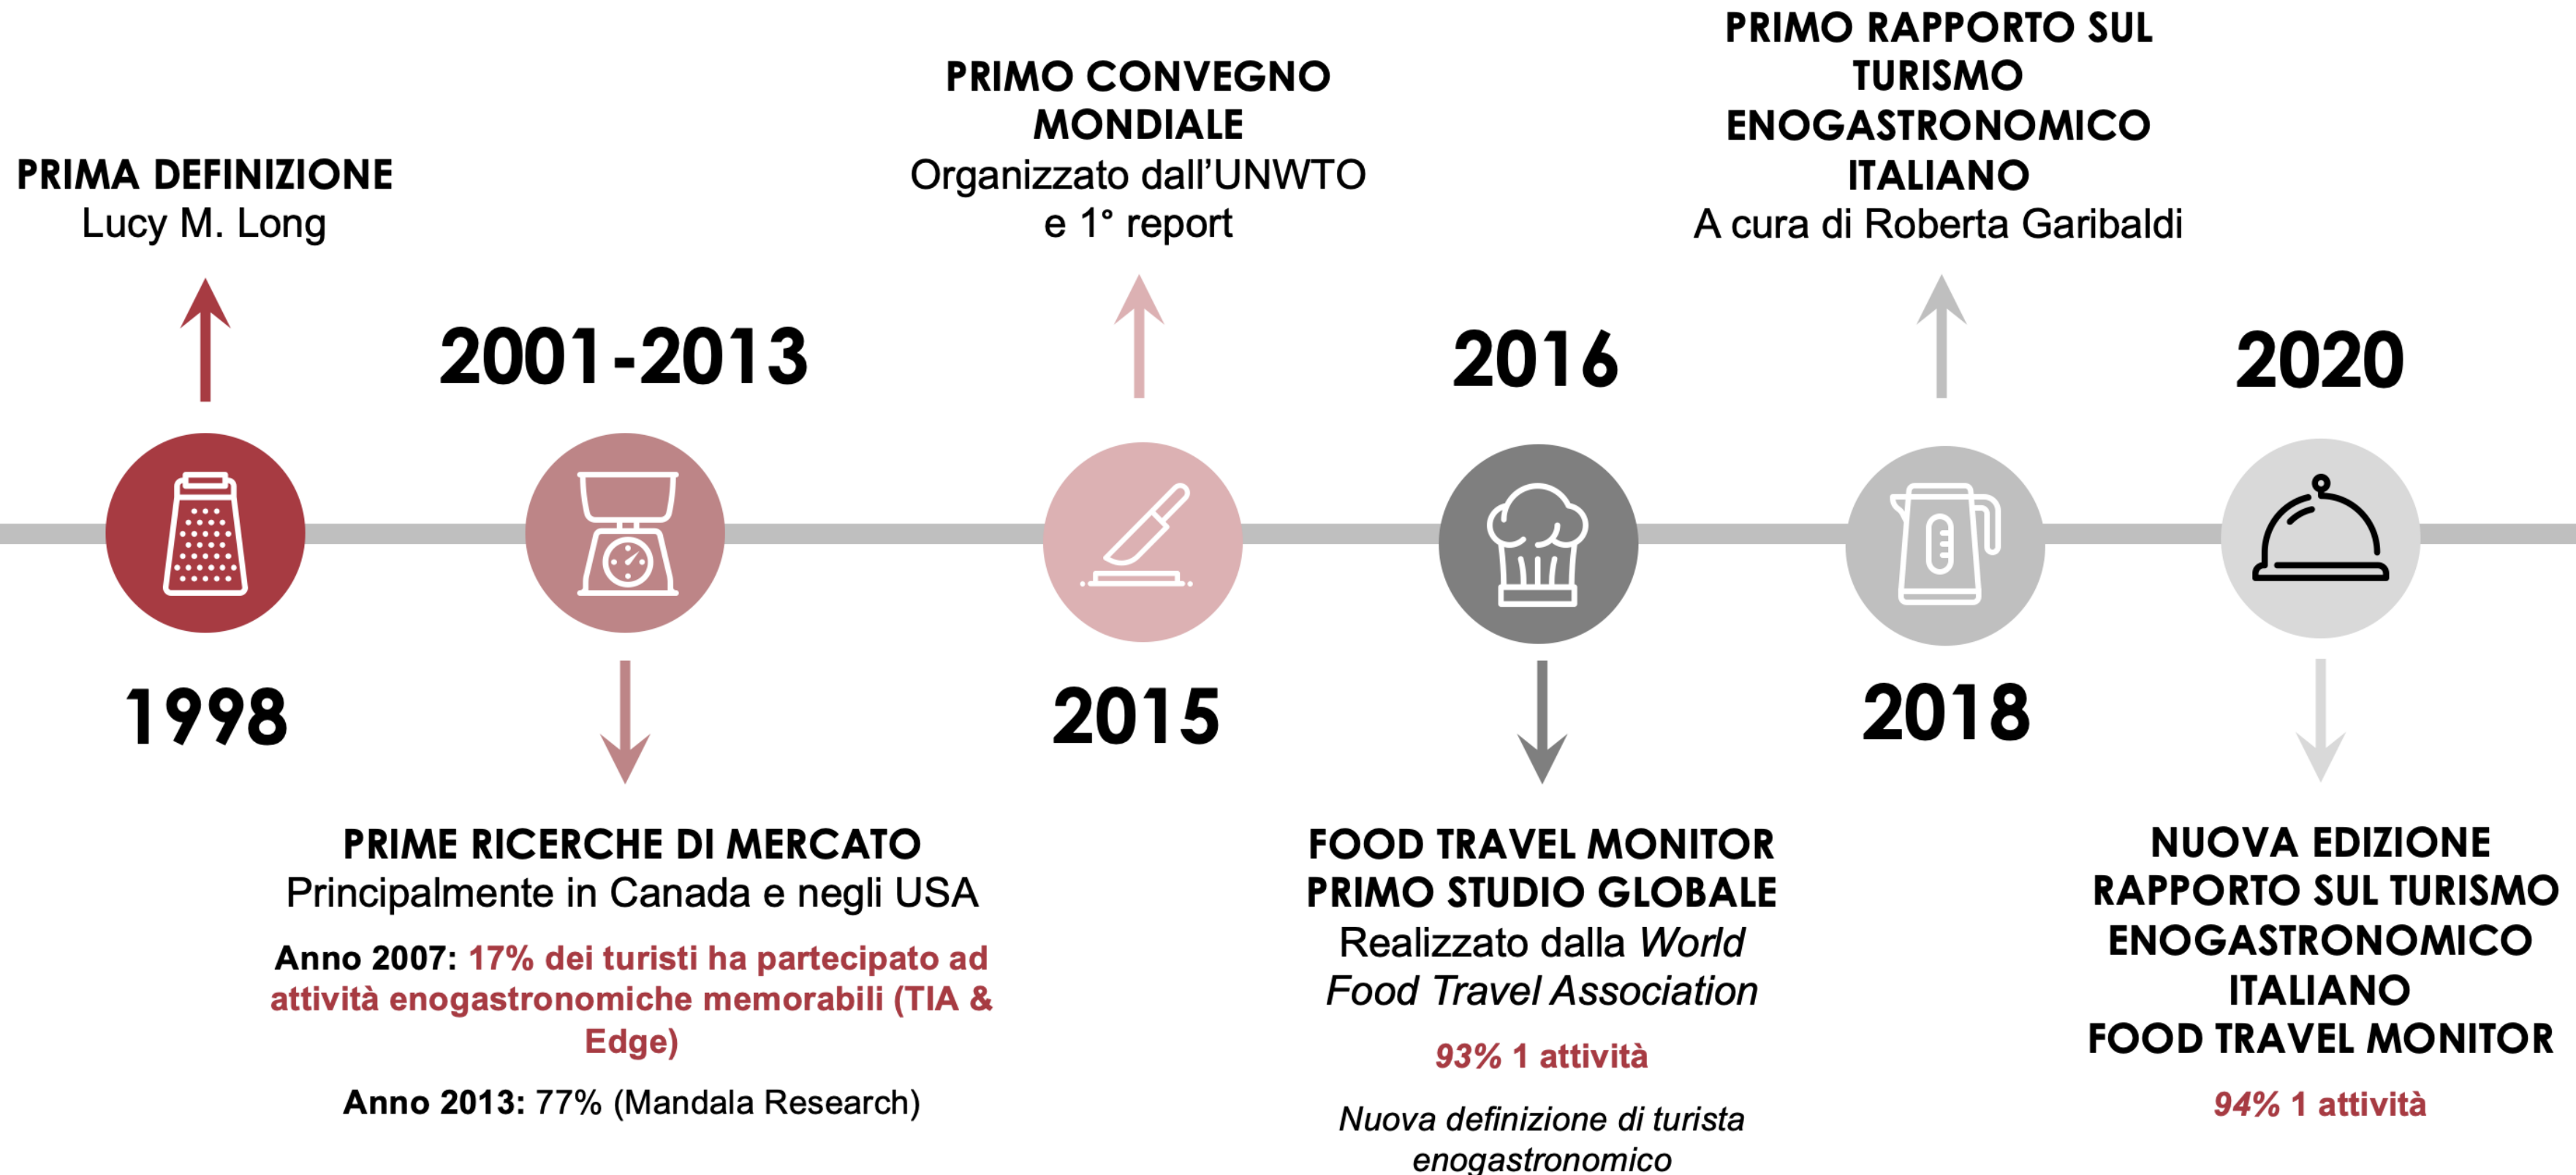 PRIMA DEFINIZIONE
Lucy M. Long
1998
2001-2013
PRIME RICERCHE DI MERCATO
Principalmente in Canada e negli USA
Anno 2007: 17% dei turisti ha partecipato ad
attività enogastronomiche memorabili (TIA &
Edge)
Anno 2013: 77% (Mandala Research)
PRIMO CONVEGNO
MONDIALE
Organizzato dall’UNWTO
e 1° report
2015
2016
FOOD TRAVEL MONITOR
PRIMO STUDIO GLOBALE
Realizzato dalla World
Food Travel Association
93% 1 attività
Nuova definizione di turista
enogastronomico
PRIMO RAPPORTO SUL
TURISMO
ENOGASTRONOMICO
ITALIANO
A cura di Roberta Garibaldi
2018
2020
NUOVA EDIZIONE
RAPPORTO SUL TURISMO
ENOGASTRONOMICO
ITALIANO
FOOD TRAVEL MONITOR
94% 1 attività